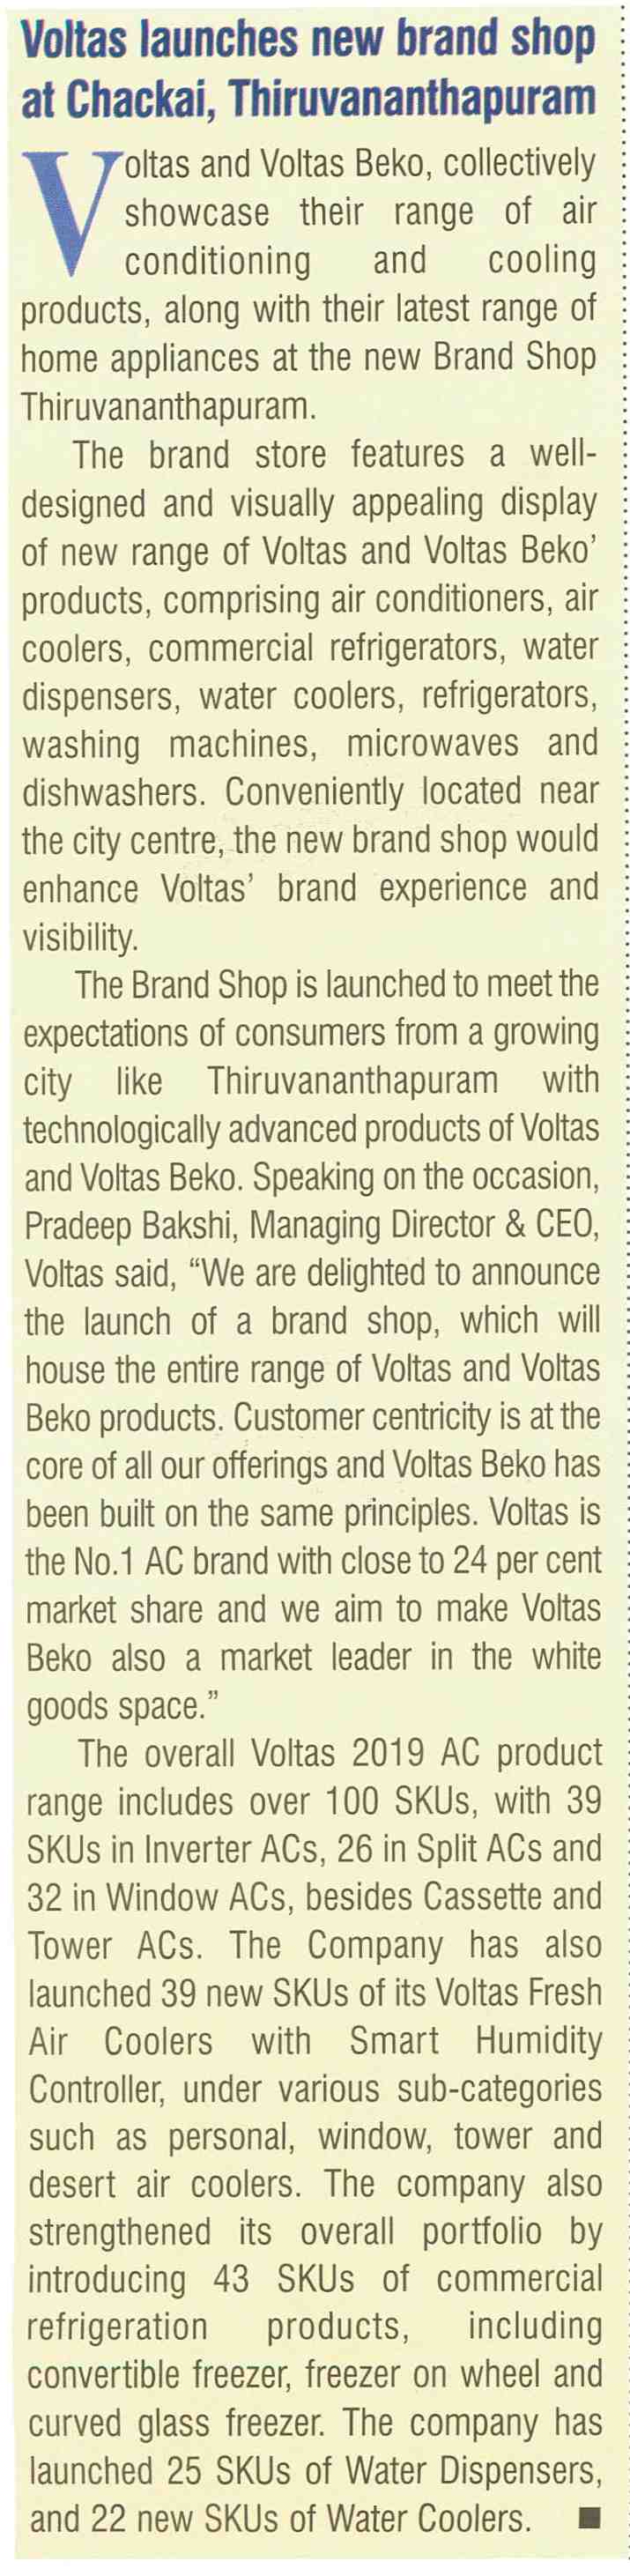 Voltas launches new brand shop
at Chackai, Thiruvananthapuram
Voltas and Voltas Beko, collectively
showcase their range of air
conditioning and cooling
products, along with their latest range of
home appliances at the new Brand Shop
Thiruvananthapuram.
The brand store features a well-
designed and visually appealing display
of new range of Voltas and Voltas Beko'
products, comprising air conditioners, air
coolers, commercial refrigerators, water
dispensers, water coolers, refrigerators,
washing machines, microwaves and
dishwashers. Conveniently located near
the city centre, the new brand shop would
enhance Voltas' brand experience and
visibility.
The Brand Shop is launched to meet the
expectations of consumers from a growing
city like Thiruvananthapuram with
technologically advanced products of Voltas
and Voltas Beko. Speaking on the occasion,
Pradeep Bakshi, Managing Director & CEO,
Voltas said, “We are delighted to announce
the launch of a brand shop, which will
house the entire range of Voltas and Voltas
Beko products. Customer centricity is at the
core of all our offerings and Voltas Beko has
been built on the same principles. Voltas is
the No.1 AC brand with close to 24 per cent
market share and we aim to make Voltas
Beko also a market leader in the white
goods space.”
The overall Voltas 2019 AC product
range includes over 100 SKUs, with 39
SKUs in Inverter ACs, 26 in Split ACs and
32 in Window ACs, besides Cassette and
Tower ACs. The Company has also
launched 39 new SKUs of its Voltas Fresh
Air Coolers with Smart Humidity
Controller, under various sub-categories
such as personal, window, tower and
desert air coolers. The company also
strengthened its overall portfolio by
introducing 43 SKUs of commercial
refrigeration products, including
convertible freezer, freezer on wheel and
curved glass freezer. The company has
launched 25 SKUs of Water Dispensers,
and 22 new SKUs of Water Coolers. ■